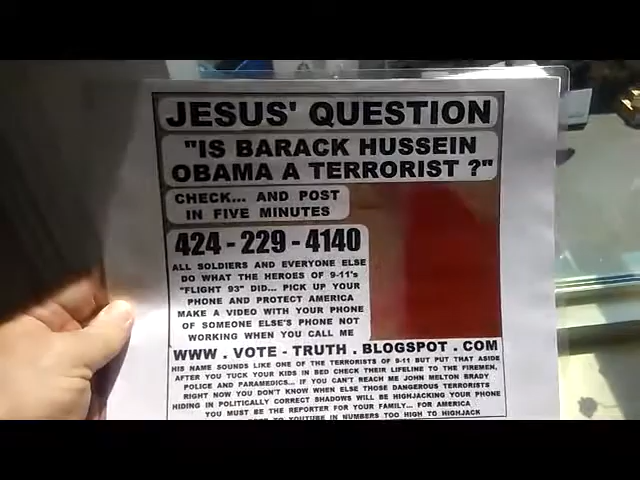 JESUS' QUESTION
"IS BARACK HUSSEIN
OBAMA A TERRORIST ?"
CHECK... AND POST
IN FIVE MINUTES
424 - 229 - 4140
ALL SOLDIERS AND EVERYONE ELSE
DO WHAT THE HEROES OF 9-11's
"FLIGHT 93" DID... PICK UP YOUR
PHONE AND PROTECT AMERICA
MAKE A VIDEO WITH YOUR PHONE
OF SOMEONE ELSE'S PHONE NOT
WORKING WHEN YOU CALL ME
WWW . VOTE - TRUTH . BLOGSPOT . COM
HIS NAME SOUNDS LIKE ONE OF THE TERRORISTS OF 9-11 BUT PUT THAT ASIDE
AFTER YOU TUCK YOUR KIDS IN BED CHECK THEIR LIFELINE TO THE FIREMEN,
POLICE AND PARAMEDICS... IF YOU CAN'T REACH ME JOHN MELTON BRADY
RIGHT NOW YOU DON'T KNOW WHEN ELSE THOSE DANGEROUS TERRORISTS
HIDING IN POLITICALLY CORRECT SHADOWS WILL BE HIGHJACKING YOUR PHONE
YOU MUST BE THE REPORTER FOR YOUR FAMILY... FOR AMERICA
TO YOUTUBE IN NUMBERS TOO HIGH TO HIGHJACK